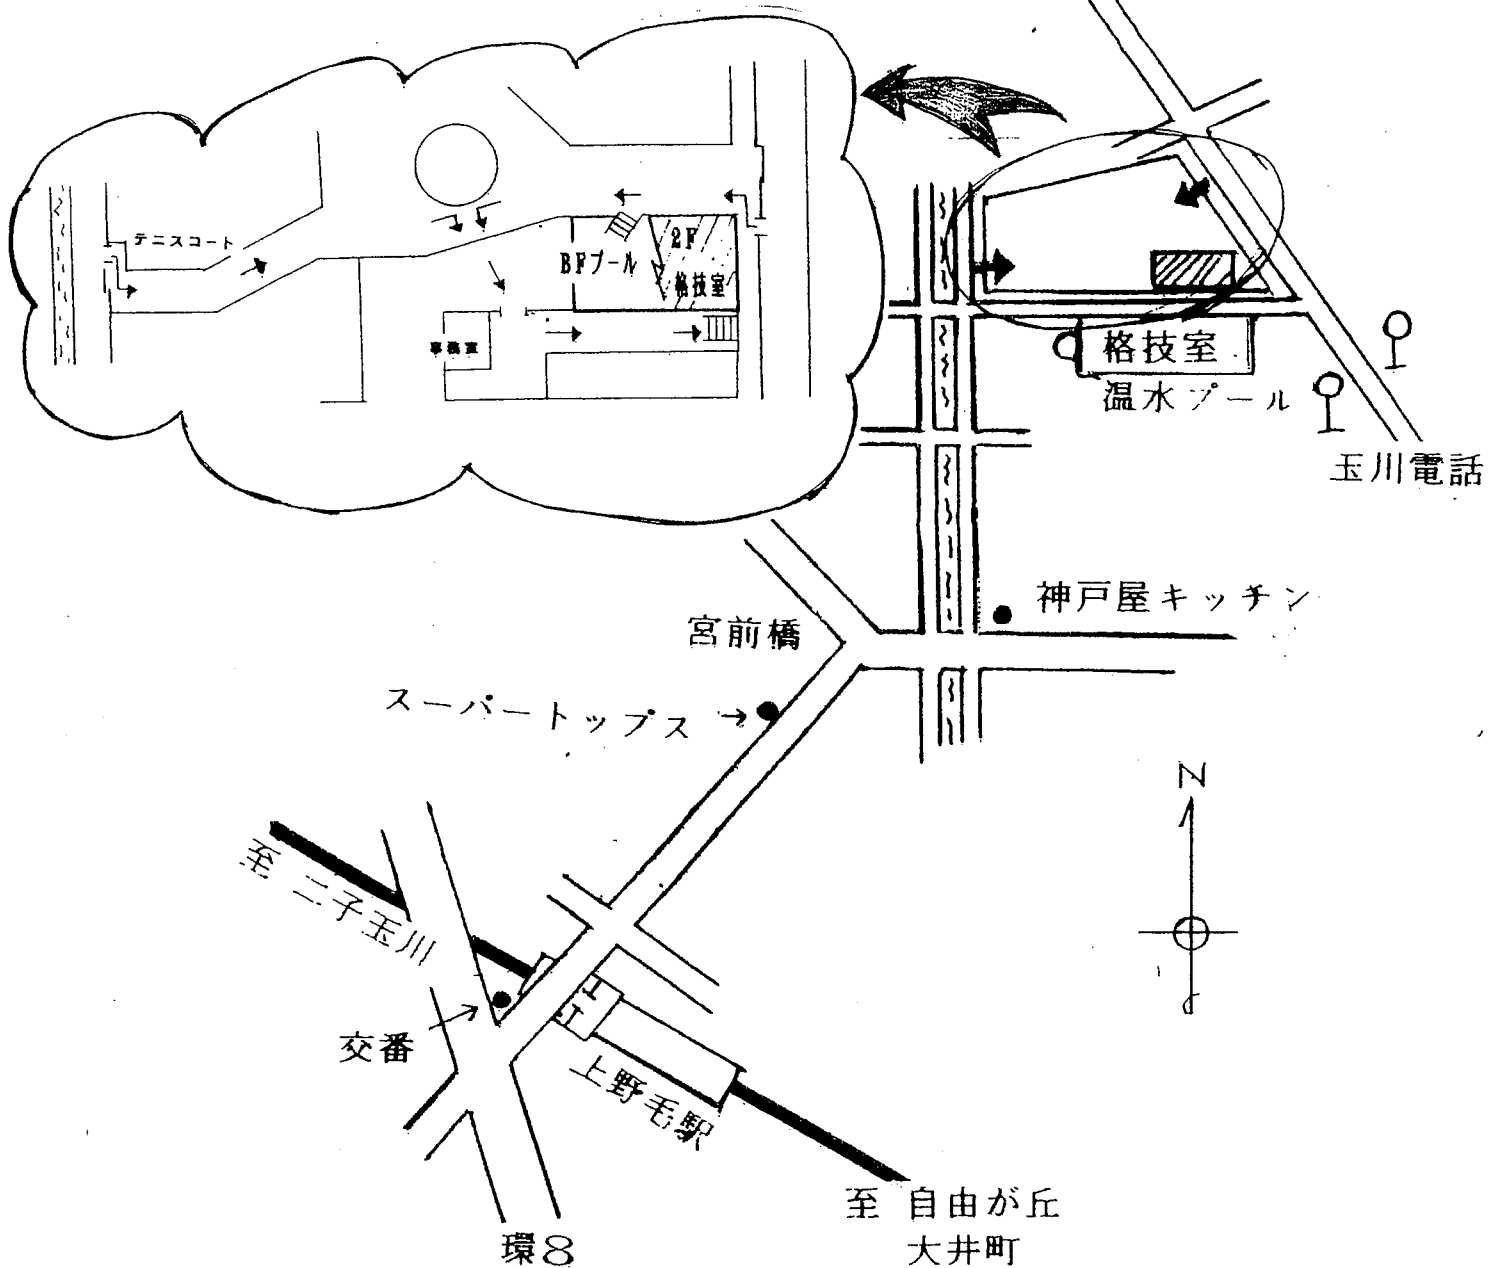 テニスコート
BFプール
2F
格技室
事務室
格技室
温水プール
玉川電話
神戸屋キッチン
宮前橋
スーパートップス →
N
至 二子玉川
交番
上野毛駅
至 自由が丘
大井町
環8